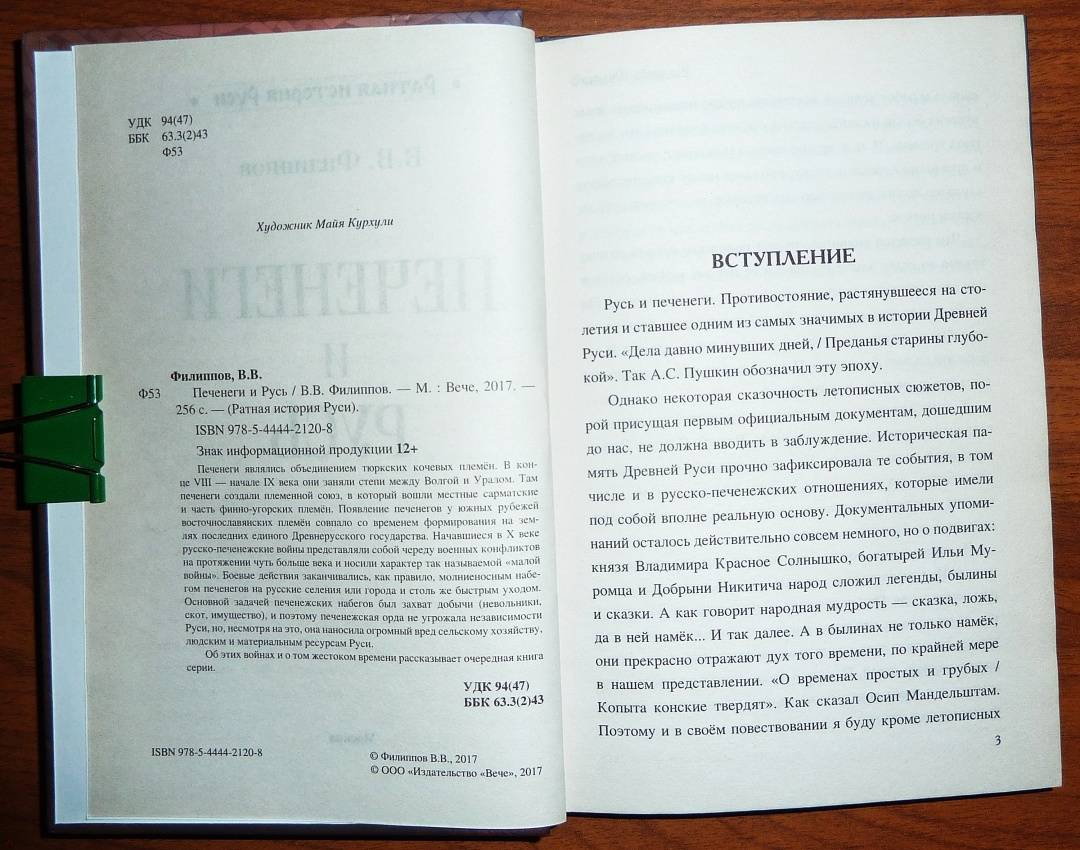 УДК 94(47)
ББК 63.3(2)43
Ф53
Художник Майя Курхули
Филиппов, В.В.
Ф53 Печенеги и Русь / В.В. Филиппов. — М. : Вече, 2017. —
256 с. — (Ратная история Руси).
ISBN 978-5-4444-2120-8
Знак информационной продукции 12+
Печенеги являлись объединением тюркских кочевых племён. В кон-
це VIII — начале IX века они заняли степи между Волгой и Уралом. Там
печенеги создали племенной союз, в который вошли местные сарматские
и часть финно-угорских племён. Появление печенегов у южных рубежей
восточнославянских племён совпало со временем формирования на зем-
лях последних единого Древнерусского государства. Начавшиеся в X веке
русско-печенежские войны представляли собой череду военных конфликтов
на протяжении чуть больше века и носили характер так называемой «малой
войны». Боевые действия заканчивались, как правило, молниеносным набе-
гом печенегов на русские селения или города и столь же быстрым уходом.
Основной задачей печенежских набегов был захват добычи (невольники,
скот, имущество), и поэтому печенежская орда не угрожала независимости
Руси, но, несмотря на это, она наносила огромный вред сельскому хозяйству,
людским и материальным ресурсам Руси.
Об этих войнах и о том жестоком времени рассказывает очередная книга
серии.
УДК 94(47)
ББК 63.3(2)43
ISBN 978-5-4444-2120-8
© Филиппов В.В., 2017
© ООО «Издательство «Вече», 2017
ВСТУПЛЕНИЕ
Русь и печенеги. Противостояние, растянувшееся на сто-
летия и ставшее одним из самых значимых в истории Древней
Руси. «Дела давно минувших дней, / Преданья старины глубо-
кой». Так А.С. Пушкин обозначил эту эпоху.
Однако некоторая сказочность летописных сюжетов, по-
рой присущая первым официальным документам, дошедшим
до нас, не должна вводить в заблуждение. Историческая па-
мять Древней Руси прочно зафиксировала те события, в том
числе и в русско-печенежских отношениях, которые имели
под собой вполне реальную основу. Документальных упоми-
наний осталось действительно совсем немного, но о подвигах:
князя Владимира Красное Солнышко, богатырей Ильи Му-
ромца и Добрыни Никитича народ сложил легенды, былины
и сказки. А как говорит народная мудрость — сказка, ложь,
да в ней намёк... И так далее. А в былинах не только намёк,
они прекрасно отражают дух того времени, по крайней мере
в нашем представлении. «О временах простых и грубых /
Копыта конские твердят». Как сказал Осип Мандельштам.
Поэтому и в своём повествовании я буду кроме летописных
3